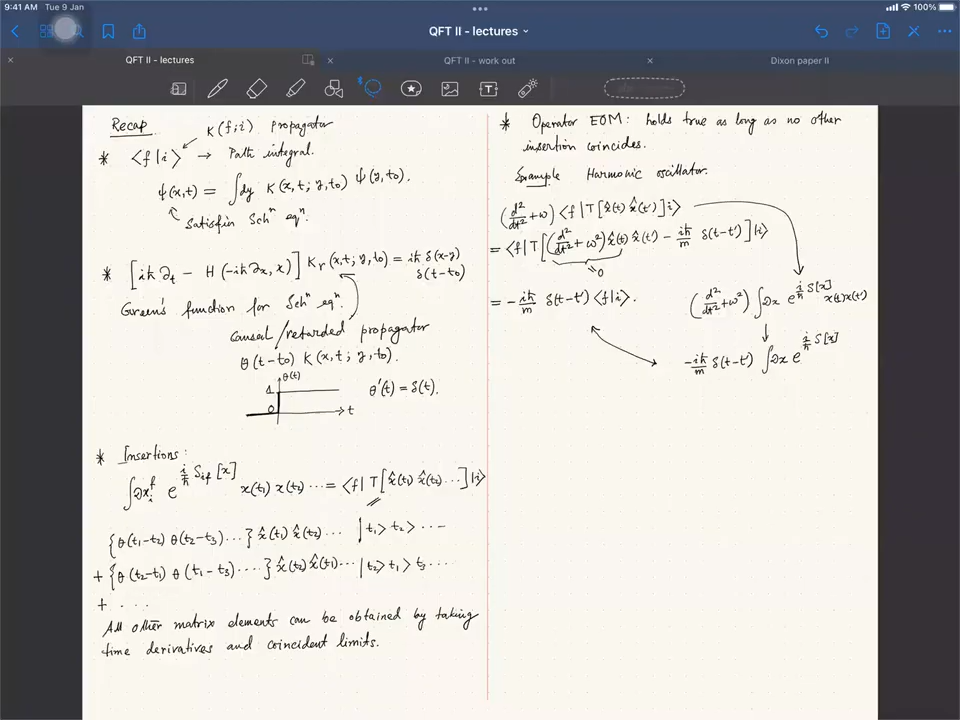 9:41 AM Tue 9 Jan
100%
QFT II - lectures
QFT II - lectures
QFT II - work out
Dixon paper II
Recap
K(f;i) propagator
* ⟨f|i⟩ → Path integral.
ψ(x,t) = ∫dy K(x,t; y,t₀) ψ(y,t₀).
Satisfies Schⁿ eqⁿ.
* [iħ∂t − H(−iħ∂x, x)] Kr(x,t; y,t₀) = iħ δ(x−y) δ(t−t₀)
Green's function for Schⁿ eqⁿ.
Causal/retarded propagator
θ(t−t₀) K(x,t; y,t₀).
θ(t)
1
0
t
θ'(t) = δ(t).
* Insertions:
∫𝒟xᵢᶠ e^{i/ħ S_if[x]} x(t₁) x(t₂) ⋯ = ⟨f| T[x̂(t₁) x̂(t₂)⋯]|i⟩
{θ(t₁−t₂) θ(t₂−t₃)⋯} x̂(t₁) x̂(t₂)⋯ | t₁ > t₂ > ⋯
+ {θ(t₂−t₁) θ(t₁−t₃)⋯} x̂(t₂) x̂(t₁)⋯ | t₂ > t₁ > t₃ ⋯
+ ⋯
All other matrix elements can be obtained by taking
time derivatives and coincident limits.
* Operator EOM: holds true as long as no other
insertion coincides.
Example Harmonic oscillator.
(d²/dt² + ω) ⟨f|T[x̂(t) x̂(t')]|i⟩
= ⟨f|T[(d²/dt² + ω²) x̂(t) x̂(t') − iħ/m δ(t−t')]|i⟩
=0
= −iħ/m δ(t−t') ⟨f|i⟩.
(d²/dt² + ω²) ∫𝒟x e^{i/ħ S[x]} x(t)x(t')
−iħ/m δ(t−t') ∫𝒟x e^{i/ħ S[x]}